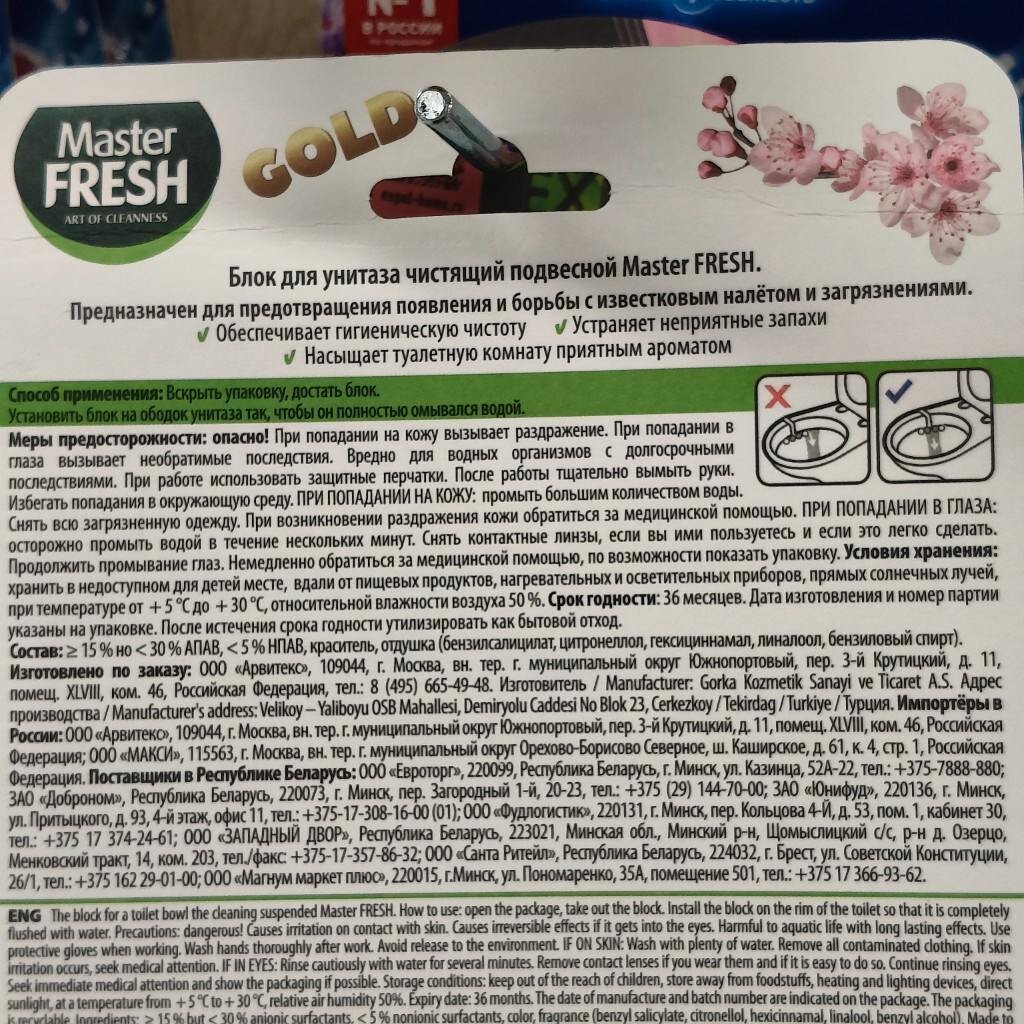 №1
В РОССИИ
Master
FRESH
ART OF CLEANNESS
GOLD
Блок для унитаза чистящий подвесной Master FRESH.
Предназначен для предотвращения появления и борьбы с известковым налётом и загрязнениями.
✓ Обеспечивает гигиеническую чистоту ✓ Устраняет неприятные запахи
✓ Насыщает туалетную комнату приятным ароматом
Способ применения: Вскрыть упаковку, достать блок.
Установить блок на ободок унитаза так, чтобы он полностью омывался водой.
Меры предосторожности: опасно! При попадании на кожу вызывает раздражение. При попадании в
глаза вызывает необратимые последствия. Вредно для водных организмов с долгосрочными
последствиями. При работе использовать защитные перчатки. После работы тщательно вымыть руки.
Избегать попадания в окружающую среду. ПРИ ПОПАДАНИИ НА КОЖУ: промыть большим количеством воды.
Снять всю загрязненную одежду. При возникновении раздражения кожи обратиться за медицинской помощью. ПРИ ПОПАДАНИИ В ГЛАЗА:
осторожно промыть водой в течение нескольких минут. Снять контактные линзы, если вы ими пользуетесь и если это легко сделать.
Продолжить промывание глаз. Немедленно обратиться за медицинской помощью, по возможности показать упаковку. Условия хранения:
хранить в недоступном для детей месте, вдали от пищевых продуктов, нагревательных и осветительных приборов, прямых солнечных лучей,
при температуре от +5 °C до +30 °C, относительной влажности воздуха 50 %. Срок годности: 36 месяцев. Дата изготовления и номер партии
указаны на упаковке. После истечения срока годности утилизировать как бытовой отход.
Состав: ≥ 15 % но < 30 % АПАВ, < 5 % НПАВ, краситель, отдушка (бензилсалицилат, цитронеллол, гексициннамал, линалоол, бензиловый спирт).
Изготовлено по заказу: ООО «Арвитекс», 109044, г. Москва, вн. тер. г. муниципальный округ Южнопортовый, пер. 3-й Крутицкий, д. 11,
помещ. XLVIII, ком. 46, Российская Федерация, тел.: 8 (495) 665-49-48. Изготовитель / Manufacturer: Gorka Kozmetik Sanayi ve Ticaret A.S. Адрес
производства / Manufacturer's address: Velikoy – Yaliboyu OSB Mahallesi, Demiryolu Caddesi No Blok 23, Cerkezkoy / Tekirdag / Turkiye / Турция. Импортёры в
России: ООО «Арвитекс», 109044, г. Москва, вн. тер. г. муниципальный округ Южнопортовый, пер. 3-й Крутицкий, д. 11, помещ. XLVIII, ком. 46, Российская
Федерация; ООО «МАКСИ», 115563, г. Москва, вн. тер. г. муниципальный округ Орехово-Борисово Северное, ш. Каширское, д. 61, к. 4, стр. 1, Российская
Федерация. Поставщики в Республике Беларусь: ООО «Евроторг», 220099, Республика Беларусь, г. Минск, ул. Казинца, 52А-22, тел.: +375-7888-880;
ЗАО «Доброном», Республика Беларусь, 220073, г. Минск, пер. Загородный 1-й, 20-23, тел.: +375 (29) 144-70-00; ЗАО «Юнифуд», 220136, г. Минск,
ул. Притыцкого, д. 93, 4-й этаж, офис 11, тел.: +375-17-308-16-00 (01); ООО «Фудлогистик», 220131, г. Минск, пер. Кольцова 4-Й, д. 53, пом. 1, кабинет 30,
тел.: +375 17 374-24-61; ООО «ЗАПАДНЫЙ ДВОР», Республика Беларусь, 223021, Минская обл., Минский р-н, Щомыслицкий с/с, р-н д. Озерцо,
Менковский тракт, 14, ком. 203, тел./факс: +375-17-357-86-32; ООО «Санта Ритейл», Республика Беларусь, 224032, г. Брест, ул. Советской Конституции,
26/1, тел.: +375 162 29-01-00; ООО «Магнум маркет плюс», 220015, г.Минск, ул. Пономаренко, 35А, помещение 501, тел.: +375 17 366-93-62.
ENG The block for a toilet bowl the cleaning suspended Master FRESH. How to use: open the package, take out the block. Install the block on the rim of the toilet so that it is completely
flushed with water. Precautions: dangerous! Causes irritation on contact with skin. Causes irreversible effects if it gets into the eyes. Harmful to aquatic life with long lasting effects. Use
protective gloves when working. Wash hands thoroughly after work. Avoid release to the environment. IF ON SKIN: Wash with plenty of water. Remove all contaminated clothing. If skin
irritation occurs, seek medical attention. IF IN EYES: Rinse cautiously with water for several minutes. Remove contact lenses if you wear them and if it is easy to do so. Continue rinsing eyes.
Seek immediate medical attention and show the packaging if possible. Storage conditions: keep out of the reach of children, store away from foodstuffs, heating and lighting devices, direct
sunlight, at a temperature from +5 °C to +30 °C, relative air humidity 50%. Expiry date: 36 months. The date of manufacture and batch number are indicated on the package. The packaging
is recyclable. Ingredients: ≥ 15 % but < 30 % anionic surfactants, < 5 % nonionic surfactants, color, fragrance (benzyl salicylate, citronellol, hexicinnamal, linalool, benzyl alcohol). Made to